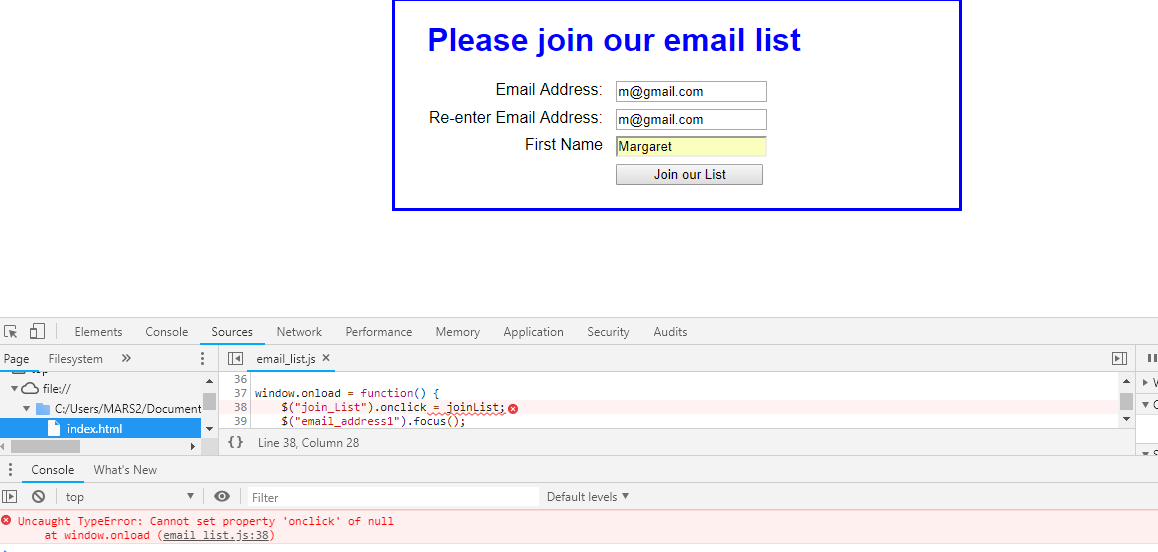 Please join our email list
Email Address: m@gmail.com
Re-enter Email Address: m@gmail.com
First Name Margaret
Join our List
Elements Console Sources Network Performance Memory Application Security Audits
Page Filesystem » email_list.js ×
file://
C:/Users/MARS2/Document
index.html
36
37 window.onload = function() {
38 $("join_List").onclick = joinList;
39 $("email_address1").focus();
{} Line 38, Column 28
Console What's New
top Filter Default levels
Uncaught TypeError: Cannot set property 'onclick' of null
at window.onload (email_list.js:38)